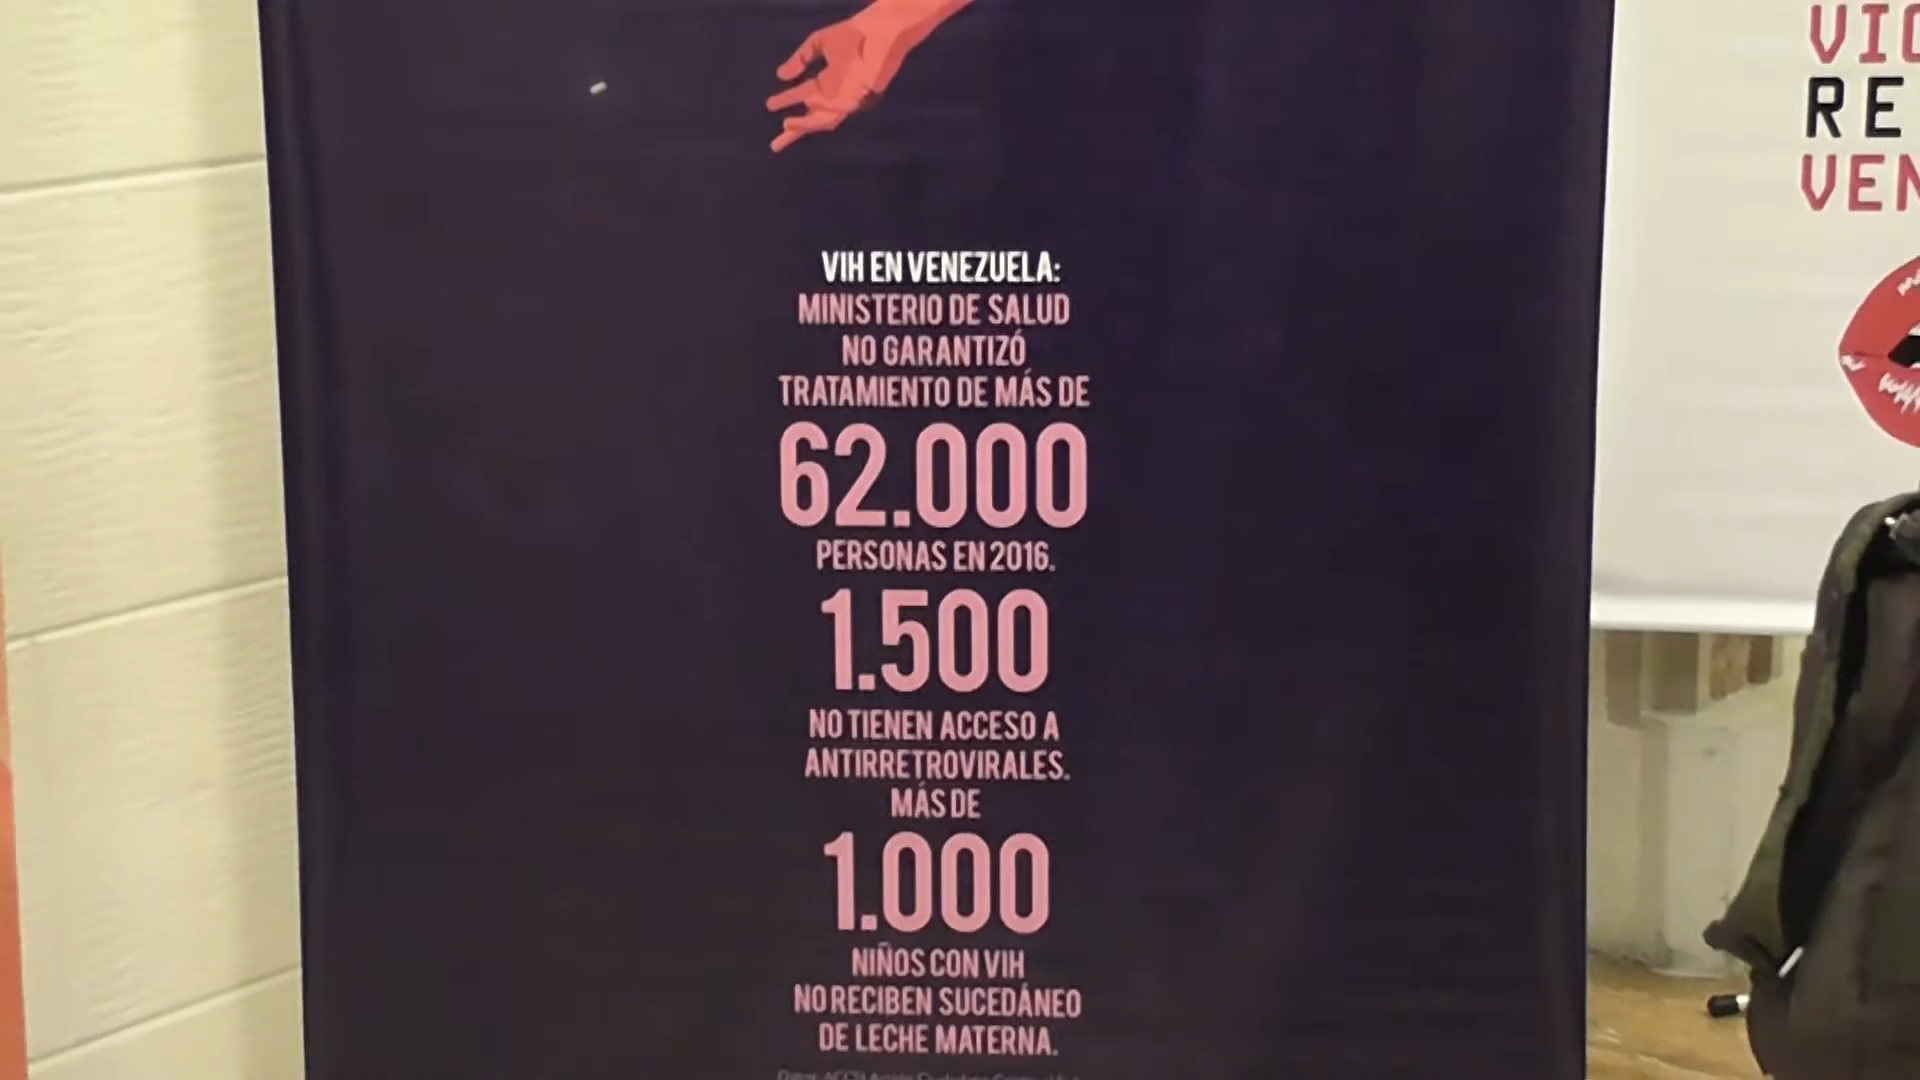 VIH EN VENEZUELA:
MINISTERIO DE SALUD
NO GARANTIZÓ
TRATAMIENTO DE MÁS DE
62.000
PERSONAS EN 2016.
1.500
NO TIENEN ACCESO A
ANTIRRETROVIRALES.
MÁS DE
1.000
NIÑOS CON VIH
NO RECIBEN SUCEDÁNEO
DE LECHE MATERNA.
RE
VEN